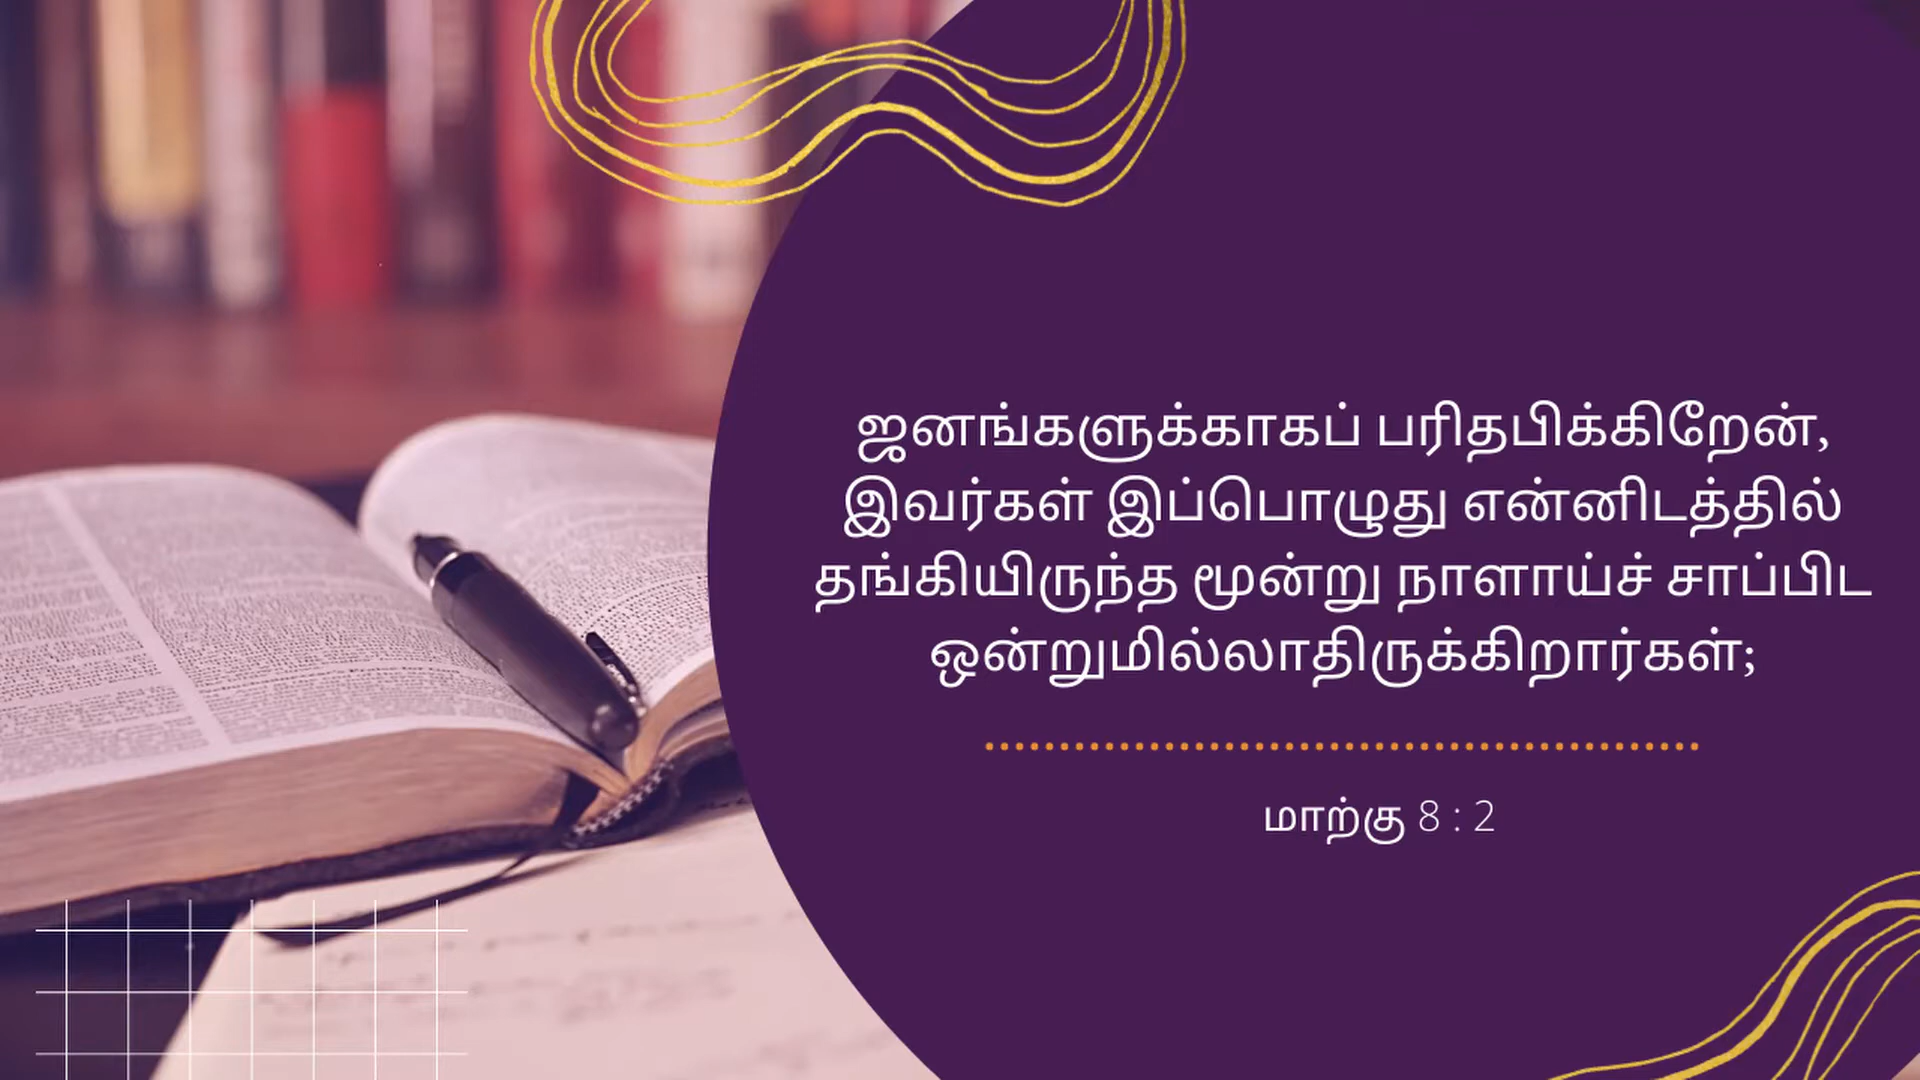 ஜனங்களுக்காகப் பரிதபிக்கிறேன்,
இவர்கள் இப்பொழுது என்னிடத்தில்
தங்கியிருந்த மூன்று நாளாய்ச் சாப்பிட
ஒன்றுமில்லாதிருக்கிறார்கள்;
மாற்கு 8 : 2